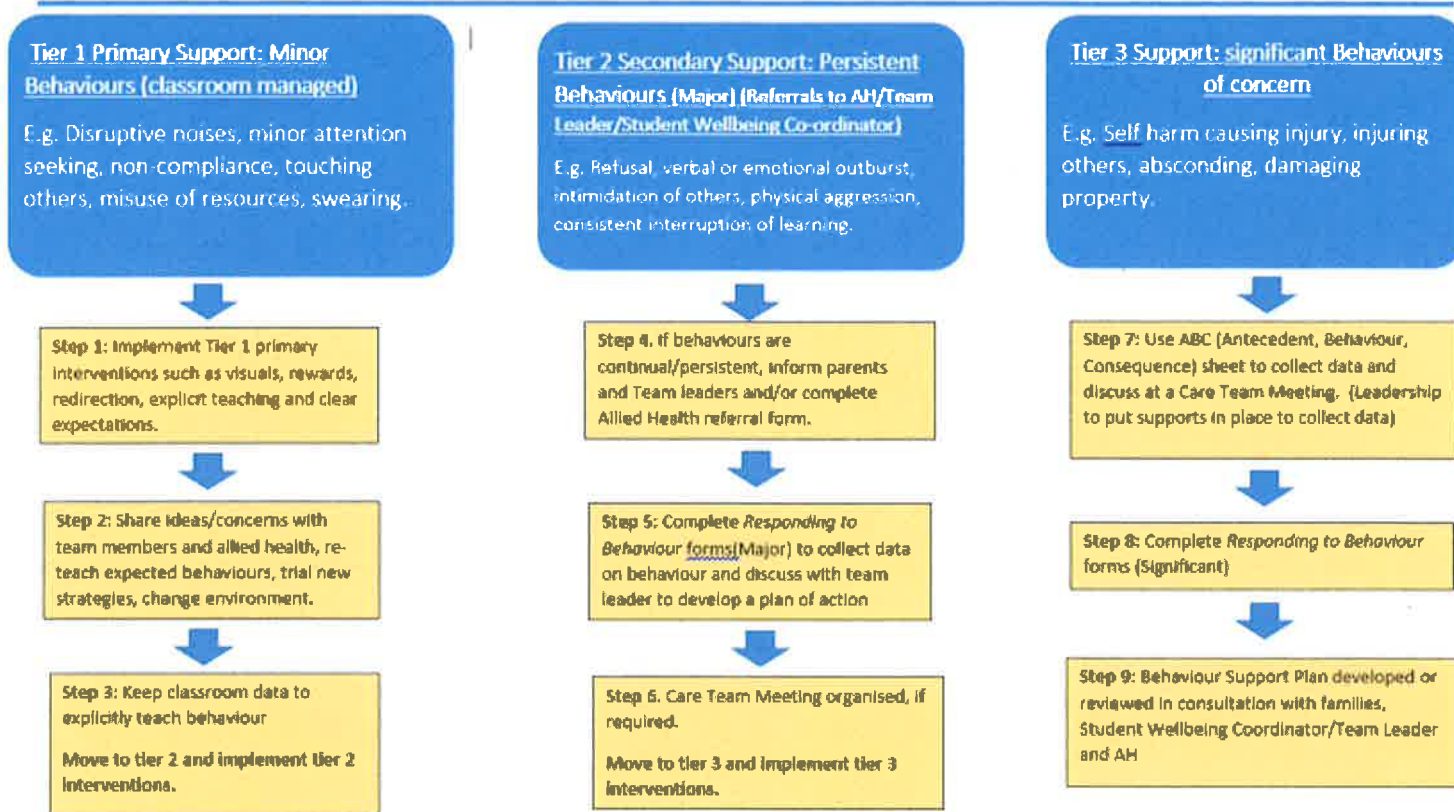 Tier 1 Primary Support: Minor
Behaviours (classroom managed)
E.g. Disruptive noises, minor attention
seeking, non-compliance, touching
others, misuse of resources, swearing.
Step 1: Implement Tier 1 primary
interventions such as visuals, rewards,
redirection, explicit teaching and clear
expectations.
Step 2: Share ideas/concerns with
team members and allied health, re-
teach expected behaviours, trial new
strategies, change environment.
Step 3: Keep classroom data to
explicitly teach behaviour
Move to tier 2 and implement tier 2
interventions.
Tier 2 Secondary Support: Persistent
Behaviours (Major) (Referrals to AH/Team
Leader/Student Wellbeing Co-ordinator)
E.g. Refusal, verbal or emotional outburst,
intimidation of others, physical aggression,
consistent interruption of learning.
Step 4. If behaviours are
continual/persistent, inform parents
and Team leaders and/or complete
Allied Health referral form.
Step 5: Complete Responding to
Behaviour forms(Major) to collect data
on behaviour and discuss with team
leader to develop a plan of action
Step 6. Care Team Meeting organised, if
required.
Move to tier 3 and implement tier 3
interventions.
Tier 3 Support: significant Behaviours
of concern
E.g. Self harm causing injury, injuring
others, absconding, damaging
property.
Step 7: Use ABC (Antecedent, Behaviour,
Consequence) sheet to collect data and
discuss at a Care Team Meeting. (Leadership
to put supports in place to collect data)
Step 8: Complete Responding to Behaviour
forms (Significant)
Step 9: Behaviour Support Plan developed or
reviewed in consultation with families,
Student Wellbeing Coordinator/Team Leader
and AH